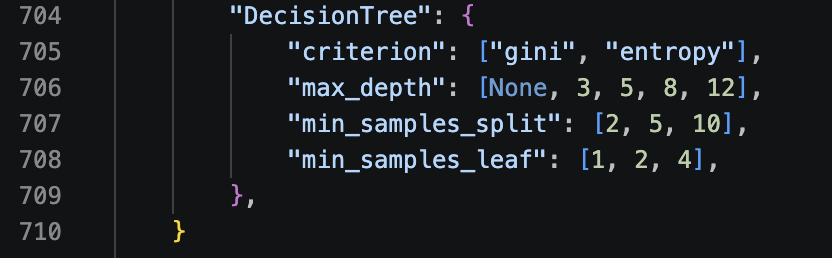 704 "DecisionTree": {
705 "criterion": ["gini", "entropy"],
706 "max_depth": [None, 3, 5, 8, 12],
707 "min_samples_split": [2, 5, 10],
708 "min_samples_leaf": [1, 2, 4],
709 },
710 }